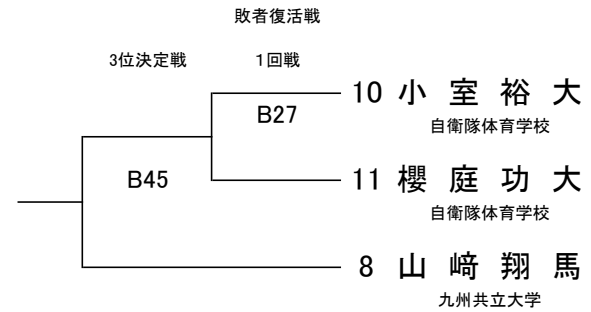 敗者復活戦
3位決定戦 1回戦
10 小室裕大
B27
自衛隊体育学校
B45
11 櫻庭功大
自衛隊体育学校
8 山﨑翔馬
九州共立大学